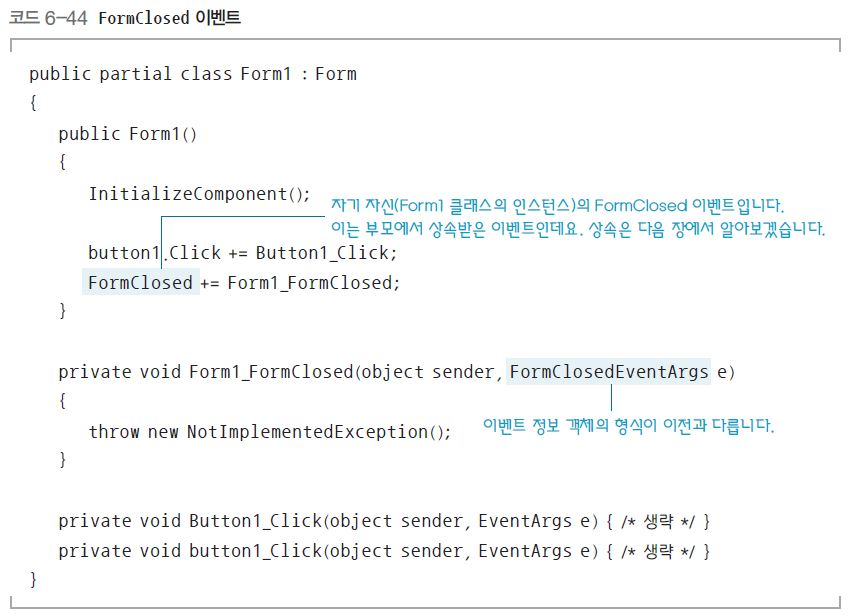 코드 6-44 FormClosed 이벤트
public partial class Form1 : Form
{
public Form1()
{
InitializeComponent();
자기 자신(Form1 클래스의 인스턴스)의 FormClosed 이벤트입니다.
이는 부모에서 상속받은 이벤트인데요. 상속은 다음 장에서 알아보겠습니다.
button1.Click += Button1_Click;
FormClosed += Form1_FormClosed;
}
private void Form1_FormClosed(object sender, FormClosedEventArgs e)
{
throw new NotImplementedException();
이벤트 정보 객체의 형식이 이전과 다릅니다.
}
private void Button1_Click(object sender, EventArgs e) { /* 생략 */ }
private void button1_Click(object sender, EventArgs e) { /* 생략 */ }
}